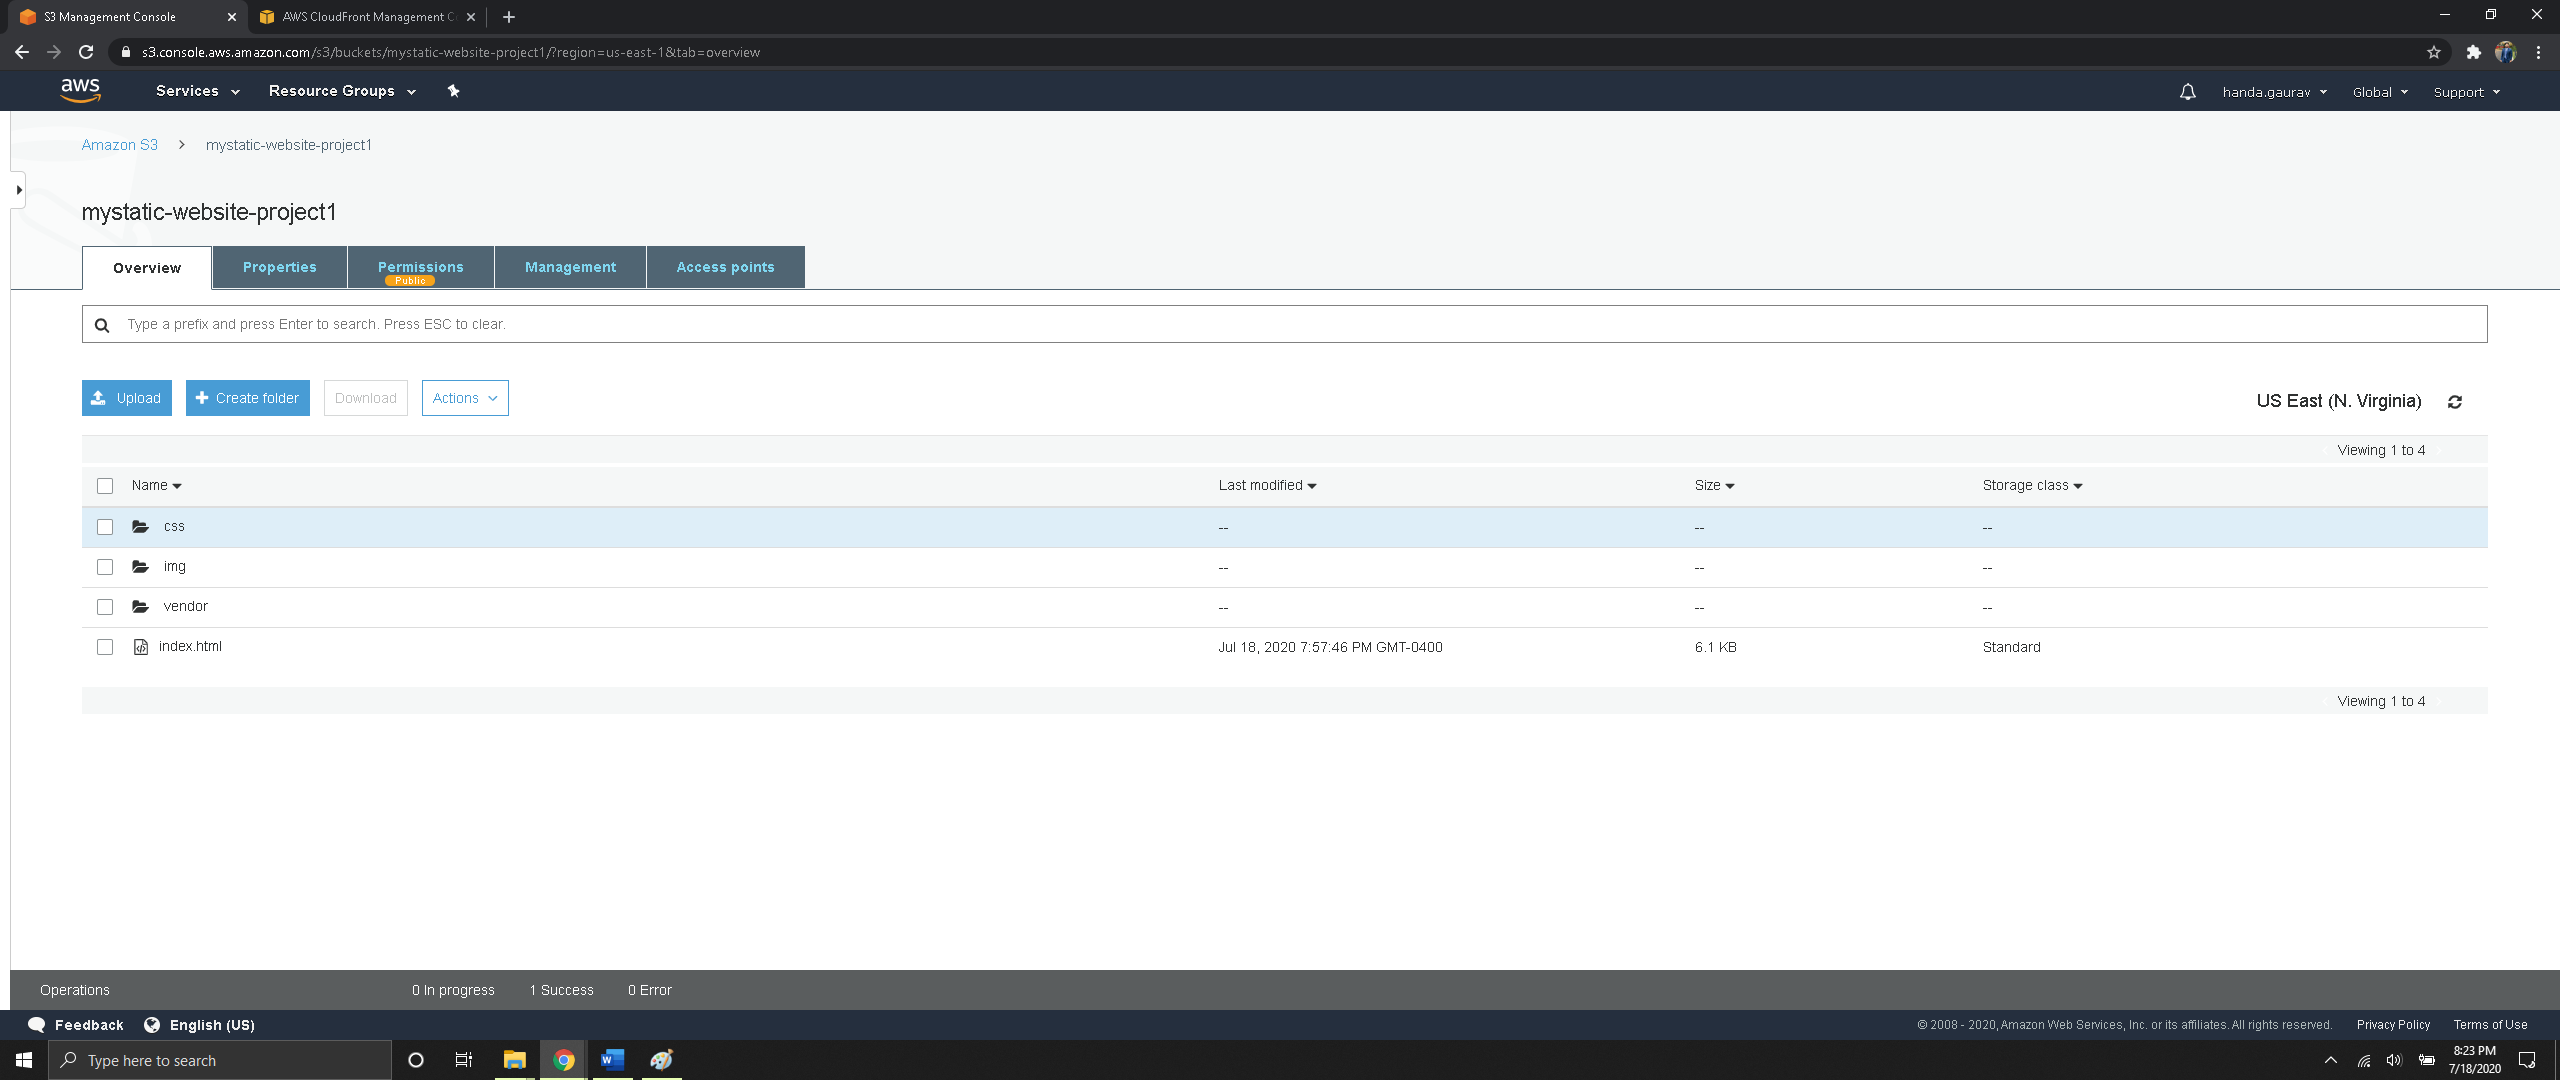 S3 Management Console
AWS CloudFront Management C
s3.console.aws.amazon.com/s3/buckets/mystatic-website-project1/?region=us-east-1&tab=overview
aws
Services
Resource Groups
handa.gaurav
Global
Support
Amazon S3
mystatic-website-project1
mystatic-website-project1
Overview
Properties
Permissions
Public
Management
Access points
Type a prefix and press Enter to search. Press ESC to clear.
Upload
Create folder
Download
Actions
US East (N. Virginia)
Viewing 1 to 4
Name Last modified Size Storage class
css -- -- --
img -- -- --
vendor -- -- --
index.html Jul 18, 2020 7:57:46 PM GMT-0400 6.1 KB Standard
Viewing 1 to 4
Operations 0 In progress 1 Success 0 Error
Feedback English (US)
© 2008 - 2020, Amazon Web Services, Inc. or its affiliates. All rights reserved. Privacy Policy Terms of Use
Type here to search
W
8:23 PM
7/18/2020